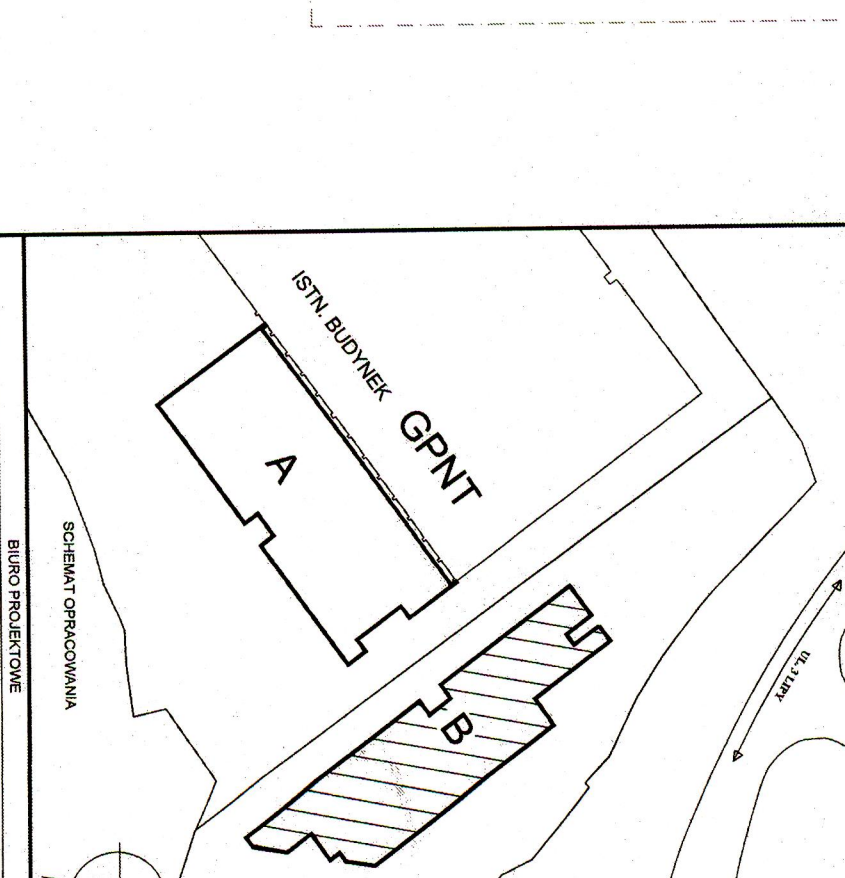 ISTN. BUDYNEK
GPNT
A
B
UL. 3 LIPY
SCHEMAT OPRACOWANIA
BIURO PROJEKTOWE